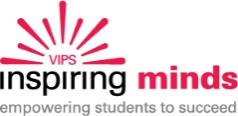 VIPS
inspiring minds
empowering students to succeed